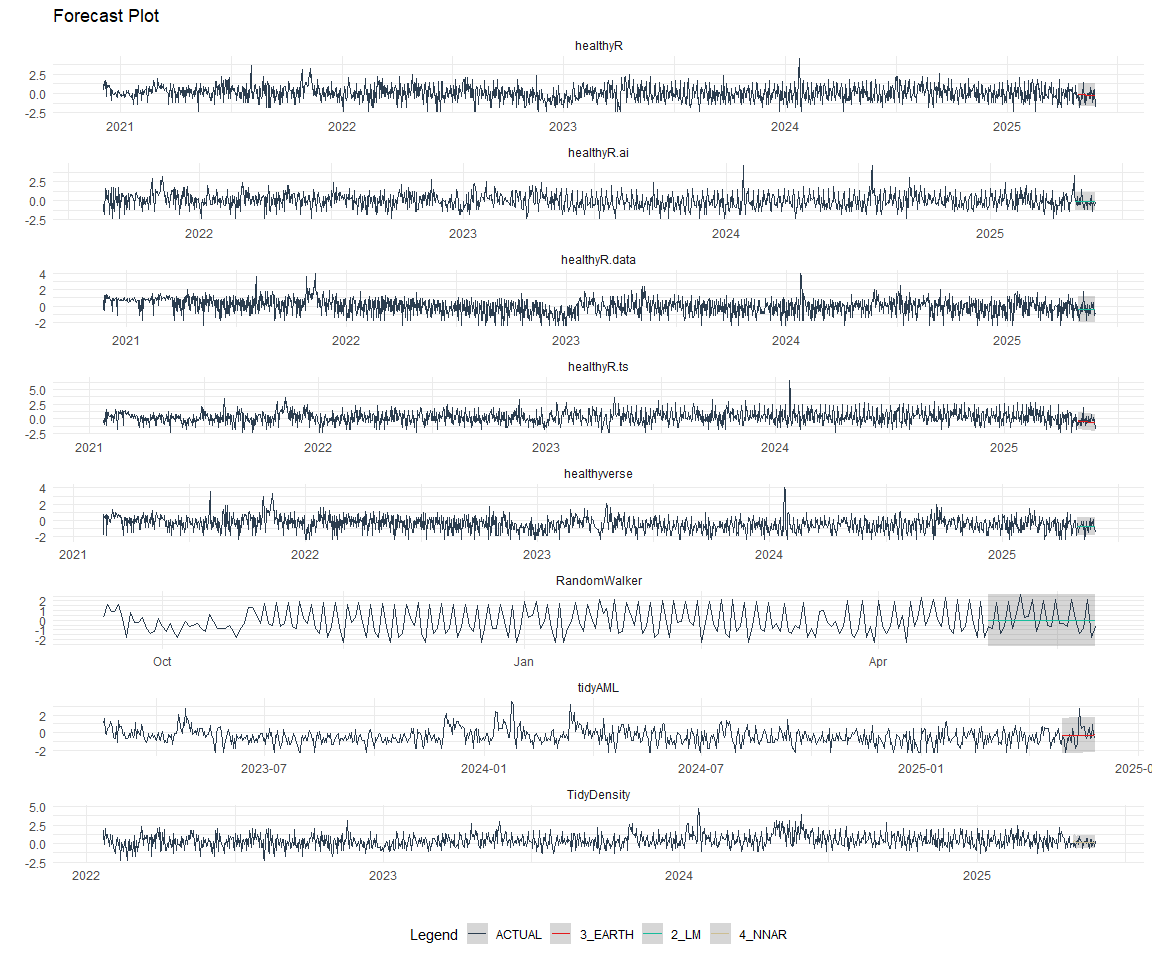 Forecast Plot
healthyR
2.5
0.0
-2.5
2021 2022 2023 2024 2025
healthyR.ai
2.5
0.0
-2.5
2022 2023 2024 2025
healthyR.data
4
2
0
-2
2021 2022 2023 2024 2025
healthyR.ts
5.0
2.5
0.0
-2.5
2021 2022 2023 2024 2025
healthyverse
4
2
0
-2
2021 2022 2023 2024 2025
RandomWalker
2
1
0
-1
-2
Oct Jan Apr
tidyAML
2
0
-2
2023-07 2024-01 2024-07 2025-01 2025-0
TidyDensity
5.0
2.5
0.0
-2.5
2022 2023 2024 2025
Legend ACTUAL 3_EARTH 2_LM 4_NNAR